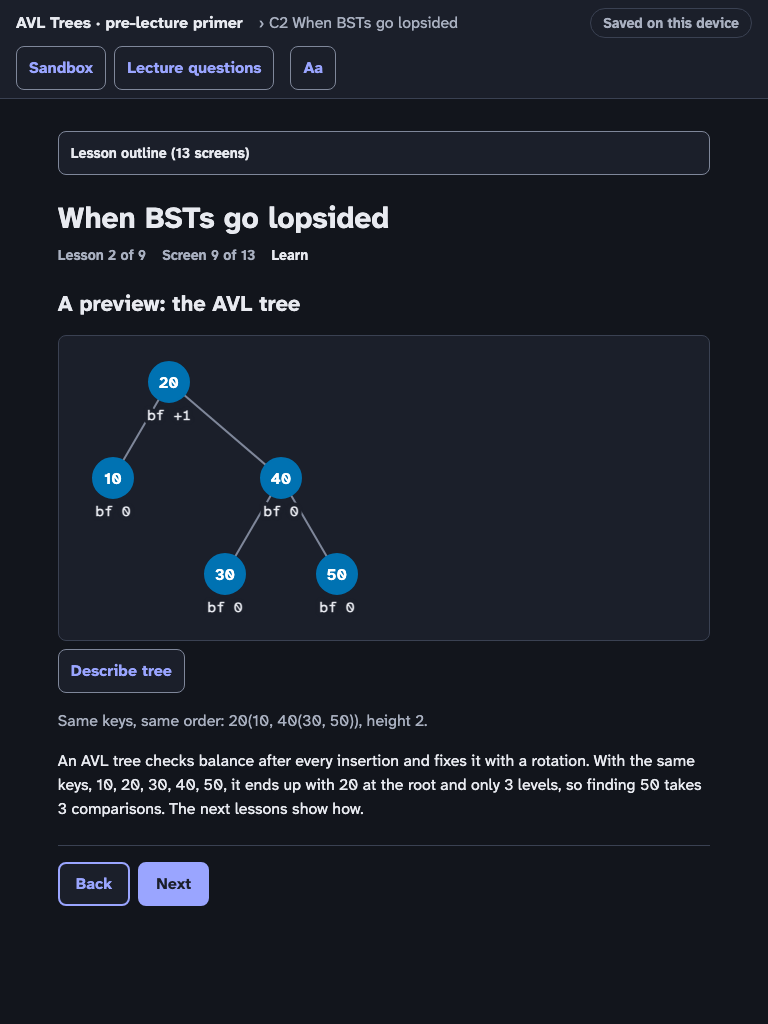 AVL Trees · pre-lecture primer › C2 When BSTs go lopsided Saved on this device
Sandbox Lecture questions Aa
Lesson outline (13 screens)
When BSTs go lopsided
Lesson 2 of 9 Screen 9 of 13 Learn
A preview: the AVL tree
20
bf +1
10 40
bf 0 bf 0
30 50
bf 0 bf 0
Describe tree
Same keys, same order: 20(10, 40(30, 50)), height 2.
An AVL tree checks balance after every insertion and fixes it with a rotation. With the same
keys, 10, 20, 30, 40, 50, it ends up with 20 at the root and only 3 levels, so finding 50 takes
3 comparisons. The next lessons show how.
Back Next